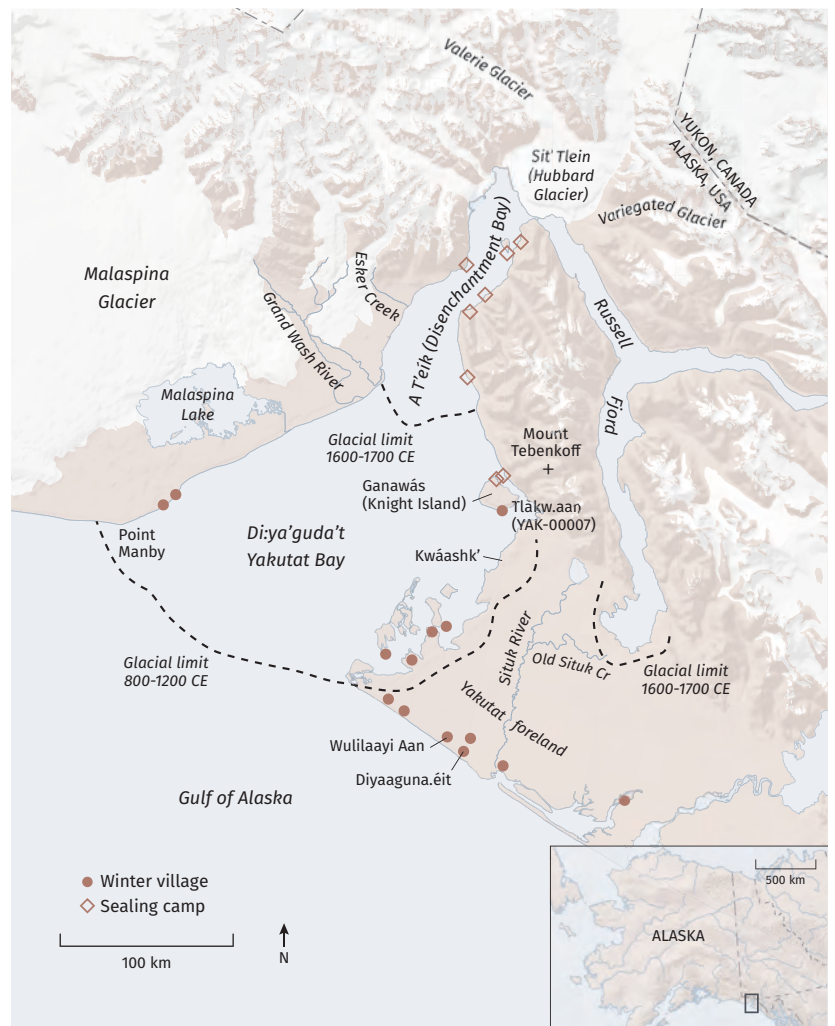 Valerie Glacier
Sit' Tlein
(Hubbard
Glacier)
YUKON, CANADA
ALASKA, USA
Variegated Glacier
Malaspina
Glacier
Esker Creek
Grand Wash River
A T'eík (Disenchantment Bay)
Russell
Fjord
Malaspina
Lake
Glacial limit
1600-1700 CE
Mount
Tebenkoff
Ganawás
(Knight Island)
Tlákw.aan
(YAK-00007)
Point
Manby
Di:ya'guda't
Yakutat Bay
Kwáashk'
Glacial limit
800-1200 CE
Situk River
Old Situk Cr
Glacial limit
1600-1700 CE
Yakutat foreland
Wulilaayi Aan
Diyaaguna.éit
Gulf of Alaska
Winter village
Sealing camp
100 km
N
500 km
ALASKA